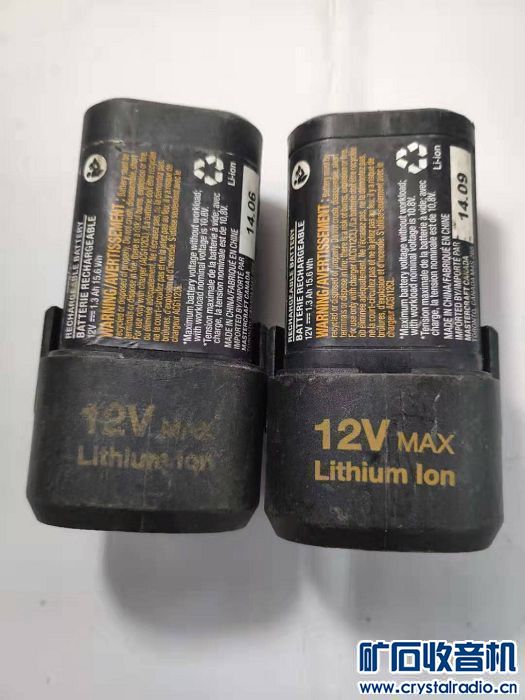 RECHARGEABLE BATTERY
BATTERIE RECHARGEABLE
12V 1.3 Ah 15.6 Wh
WARNING/AVERTISSEMENT :
*Maximum battery voltage without workload;
with workload nominal voltage is 10.8V.
*Tension maximale de la batterie à vide; avec
charge, la tension nominale est de 10.8V.
MADE IN CHINA/FABRIQUÉ EN CHINE
IMPORTED BY/IMPORTÉ PAR
MASTERCRAFT CANADA
Li-Ion
14.06
12V MAX
Lithium Ion
RECHARGEABLE BATTERY
BATTERIE RECHARGEABLE
12V 1.3 Ah 15.6 Wh
WARNING/AVERTISSEMENT :
*Maximum battery voltage without workload;
with workload nominal voltage is 10.8V.
*Tension maximale de la batterie à vide; avec
charge, la tension nominale est de 10.8V.
MADE IN CHINA/FABRIQUÉ EN CHINE
IMPORTED BY/IMPORTÉ PAR
MASTERCRAFT CANADA
Li-Ion
14.09
12V MAX
Lithium Ion
矿石收音机
www.crystalradio.cn